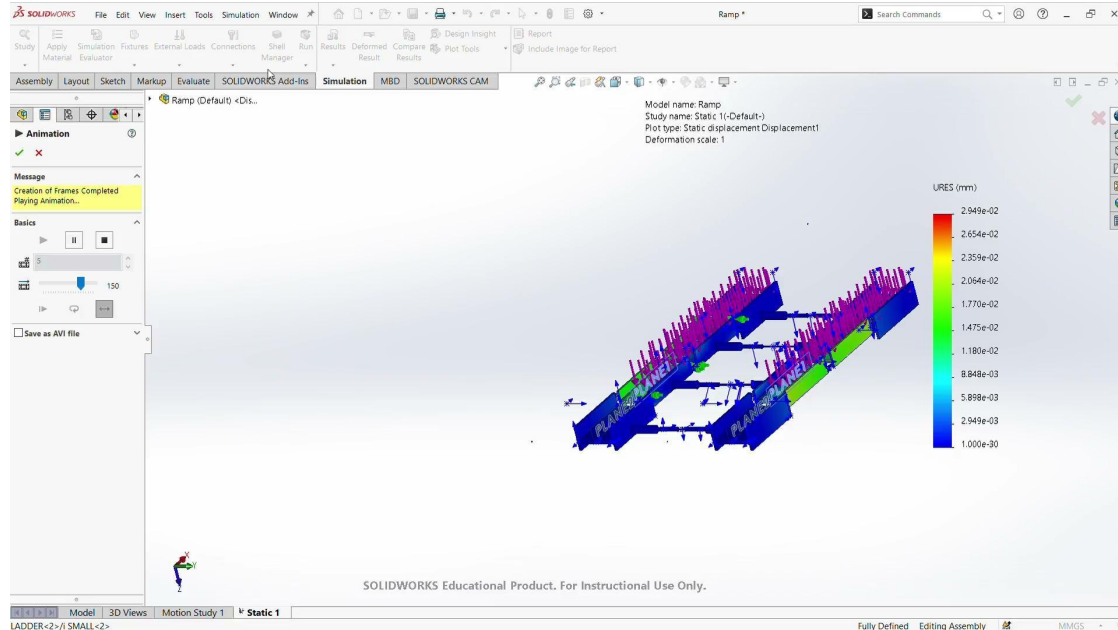 SOLIDWORKS File Edit View Insert Tools Simulation Window
Ramp *
Search Commands
Study Apply Material Simulation Evaluator Fixtures External Loads Connections Shell Manager Run Results Deformed Result Compare Results Design Insight Plot Tools Report Include Image for Report
Assembly Layout Sketch Markup Evaluate SOLIDWORKS Add-Ins Simulation MBD SOLIDWORKS CAM
Ramp (Default) <Dis...
Animation
Message
Creation of Frames Completed
Playing Animation...
Basics
5
150
Save as AVI file
Model name: Ramp
Study name: Static 1(-Default-)
Plot type: Static displacement Displacement1
Deformation scale: 1
URES (mm)
2.949e-02
2.654e-02
2.359e-02
2.064e-02
1.770e-02
1.475e-02
1.180e-02
8.848e-03
5.898e-03
2.949e-03
1.000e-30
X
Y
Z
SOLIDWORKS Educational Product. For Instructional Use Only.
Model 3D Views Motion Study 1 Static 1
LADDER<2>/i SMALL<2>
Fully Defined Editing Assembly MMGS